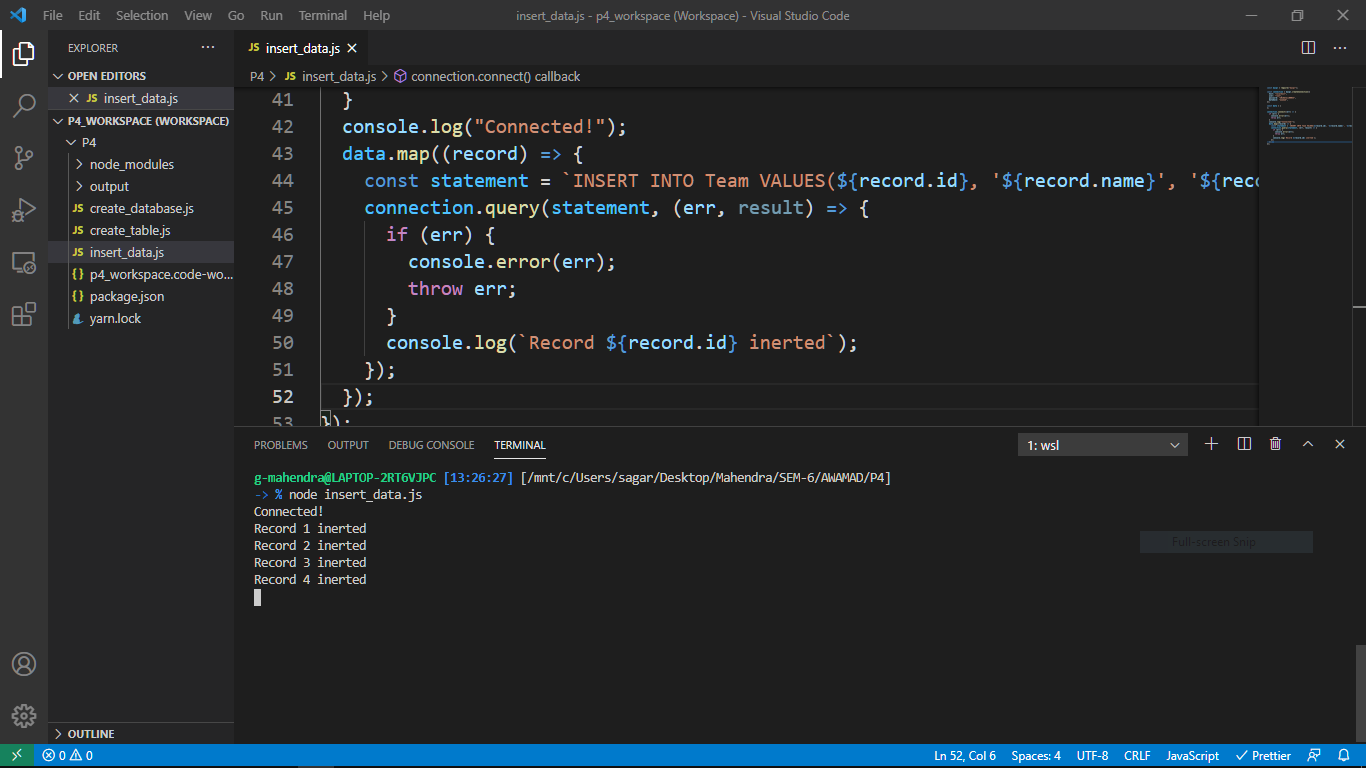 File Edit Selection View Go Run Terminal Help
insert_data.js - p4_workspace (Workspace) - Visual Studio Code
EXPLORER
OPEN EDITORS
JS insert_data.js
P4_WORKSPACE (WORKSPACE)
P4
node_modules
output
JS create_database.js
JS create_table.js
JS insert_data.js
{} p4_workspace.code-wo...
{} package.json
yarn.lock
OUTLINE
JS insert_data.js
P4 > JS insert_data.js > connection.connect() callback
41 }
42 console.log("Connected!");
43 data.map((record) => {
44 const statement = `INSERT INTO Team VALUES(${record.id}, '${record.name}', '${reco
45 connection.query(statement, (err, result) => {
46 if (err) {
47 console.error(err);
48 throw err;
49 }
50 console.log(`Record ${record.id} inerted`);
51 });
52 });
53 });
PROBLEMS OUTPUT DEBUG CONSOLE TERMINAL
1: wsl
g-mahendra@LAPTOP-2RT6VJPC [13:26:27] [/mnt/c/Users/sagar/Desktop/Mahendra/SEM-6/AWAMAD/P4]
-> % node insert_data.js
Connected!
Record 1 inerted
Record 2 inerted
Record 3 inerted
Record 4 inerted
Full-screen Snip
0 0
Ln 52, Col 6 Spaces: 4 UTF-8 CRLF JavaScript Prettier